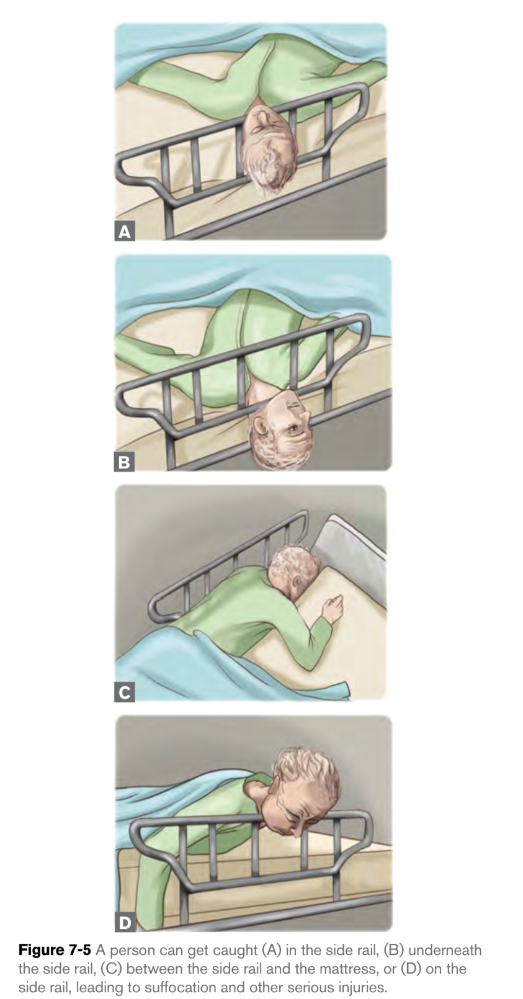 A
B
C
D
Figure 7-5 A person can get caught (A) in the side rail, (B) underneath
the side rail, (C) between the side rail and the mattress, or (D) on the
side rail, leading to suffocation and other serious injuries.